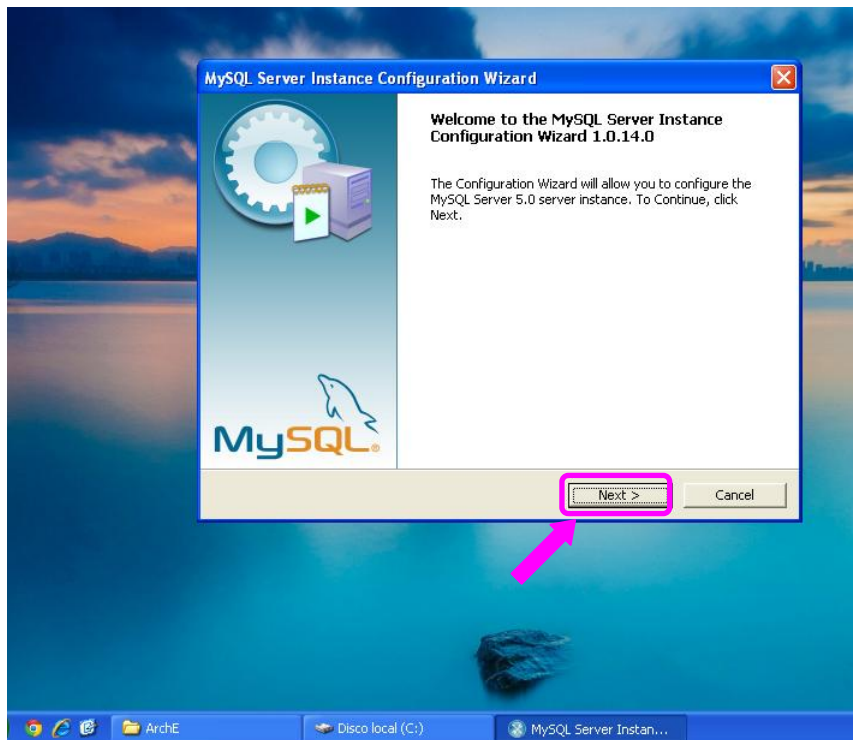 MySQL Server Instance Configuration Wizard
Welcome to the MySQL Server Instance
Configuration Wizard 1.0.14.0
The Configuration Wizard will allow you to configure the
MySQL Server 5.0 server instance. To Continue, click
Next.
MySQL®
Next >
Cancel
ArchE
Disco local (C:)
MySQL Server Instan...